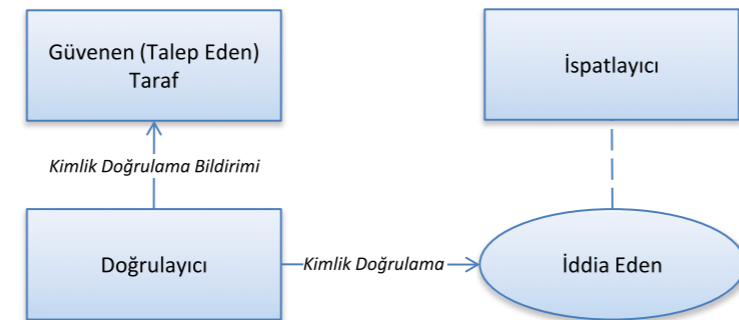 Güvenen (Talep Eden)
Taraf
İspatlayıcı
Kimlik Doğrulama Bildirimi
Doğrulayıcı
Kimlik Doğrulama
İddia Eden